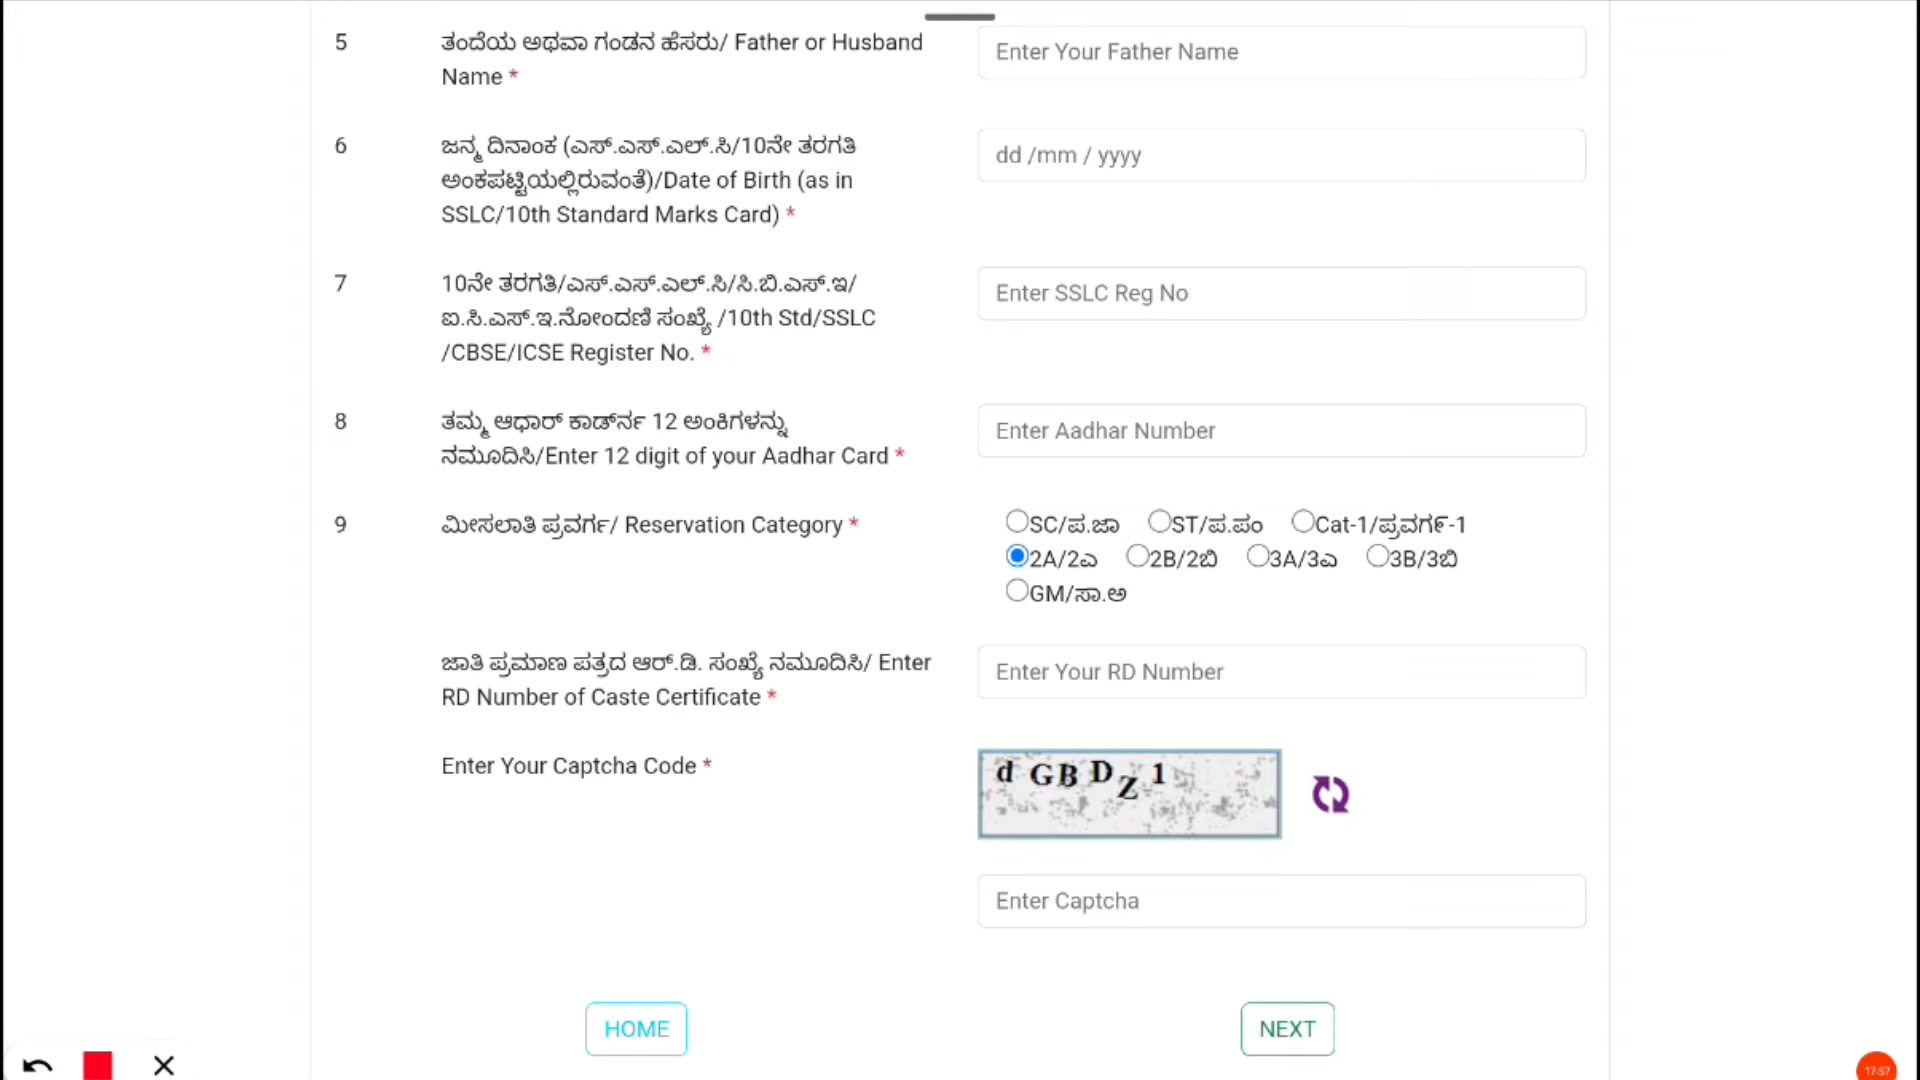 5
ತಂದೆಯ ಅಥವಾ ಗಂಡನ ಹೆಸರು/ Father or Husband
Name *
Enter Your Father Name
6
ಜನ್ಮ ದಿನಾಂಕ (ಎಸ್.ಎಸ್.ಎಲ್.ಸಿ/10ನೇ ತರಗತಿ
ಅಂಕಪಟ್ಟಿಯಲ್ಲಿರುವಂತೆ)/Date of Birth (as in
SSLC/10th Standard Marks Card) *
dd /mm / yyyy
7
10ನೇ ತರಗತಿ/ಎಸ್.ಎಸ್.ಎಲ್.ಸಿ/ಸಿ.ಬಿ.ಎಸ್.ಇ/
ಐ.ಸಿ.ಎಸ್.ಇ.ನೋಂದಣಿ ಸಂಖ್ಯೆ /10th Std/SSLC
/CBSE/ICSE Register No. *
Enter SSLC Reg No
8
ತಮ್ಮ ಆಧಾರ್ ಕಾರ್ಡ್‌ನ 12 ಅಂಕಿಗಳನ್ನು
ನಮೂದಿಸಿ/Enter 12 digit of your Aadhar Card *
Enter Aadhar Number
9
ಮೀಸಲಾತಿ ಪ್ರವರ್ಗ/ Reservation Category *
SC/ಪ.ಜಾ ST/ಪ.ಪಂ Cat-1/ಪ್ರವರ್ಗ-1
2A/2ಎ 2B/2ಬಿ 3A/3ಎ 3B/3ಬಿ
GM/ಸಾ.ಅ
ಜಾತಿ ಪ್ರಮಾಣ ಪತ್ರದ ಆರ್.ಡಿ. ಸಂಖ್ಯೆ ನಮೂದಿಸಿ/ Enter
RD Number of Caste Certificate *
Enter Your RD Number
Enter Your Captcha Code *
d GB D Z 1
Enter Captcha
HOME
NEXT
17:57